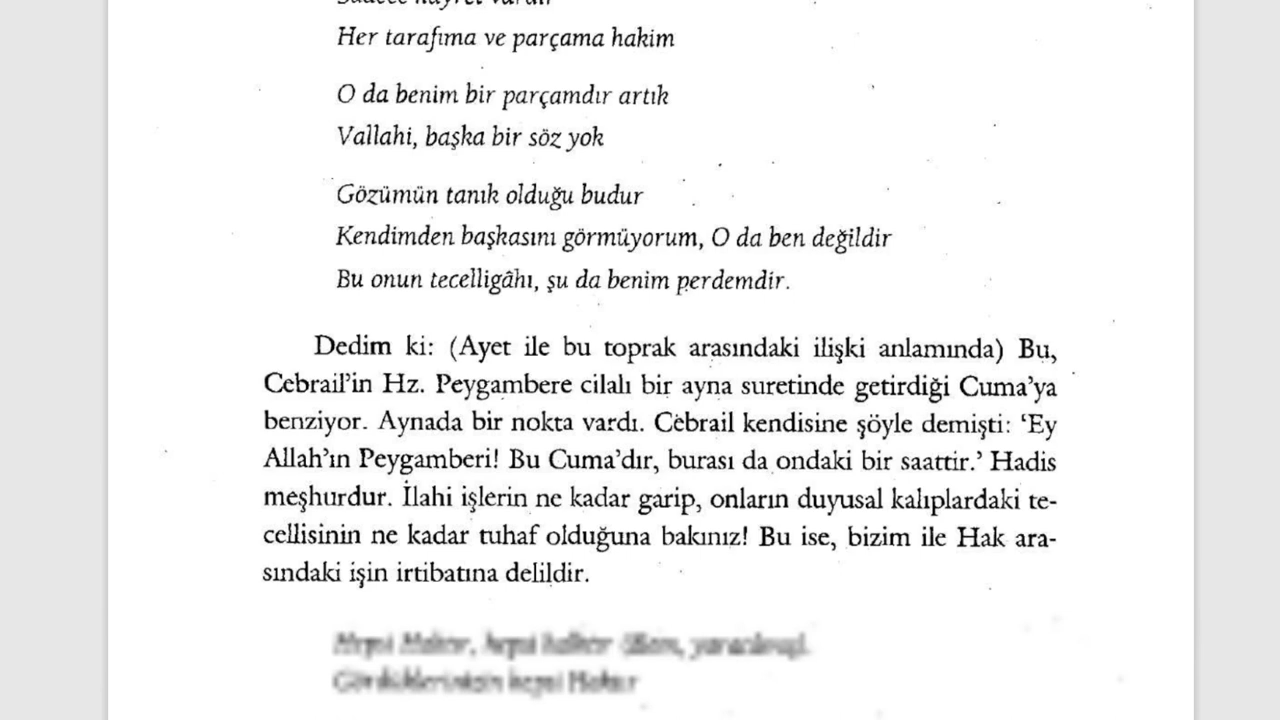 Her tarafıma ve parçama hakim
O da benim bir parçamdır artık
Vallahi, başka bir söz yok
Gözümün tanık olduğu budur
Kendimden başkasını görmüyorum, O da ben değildir
Bu onun tecelligâhı, şu da benim perdemdir.
Dedim ki: (Ayet ile bu toprak arasındaki ilişki anlamında) Bu,
Cebrail’in Hz. Peygambere cilalı bir ayna suretinde getirdiği Cuma’ya
benziyor. Aynada bir nokta vardı. Cebrail kendisine şöyle demişti: ‘Ey
Allah’ın Peygamberi! Bu Cuma’dır, burası da ondaki bir saattir.’ Hadis
meşhurdur. İlahi işlerin ne kadar garip, onların duyusal kalıplardaki te-
cellisinin ne kadar tuhaf olduğuna bakınız! Bu ise, bizim ile Hak ara-
sındaki işin irtibatına delildir.